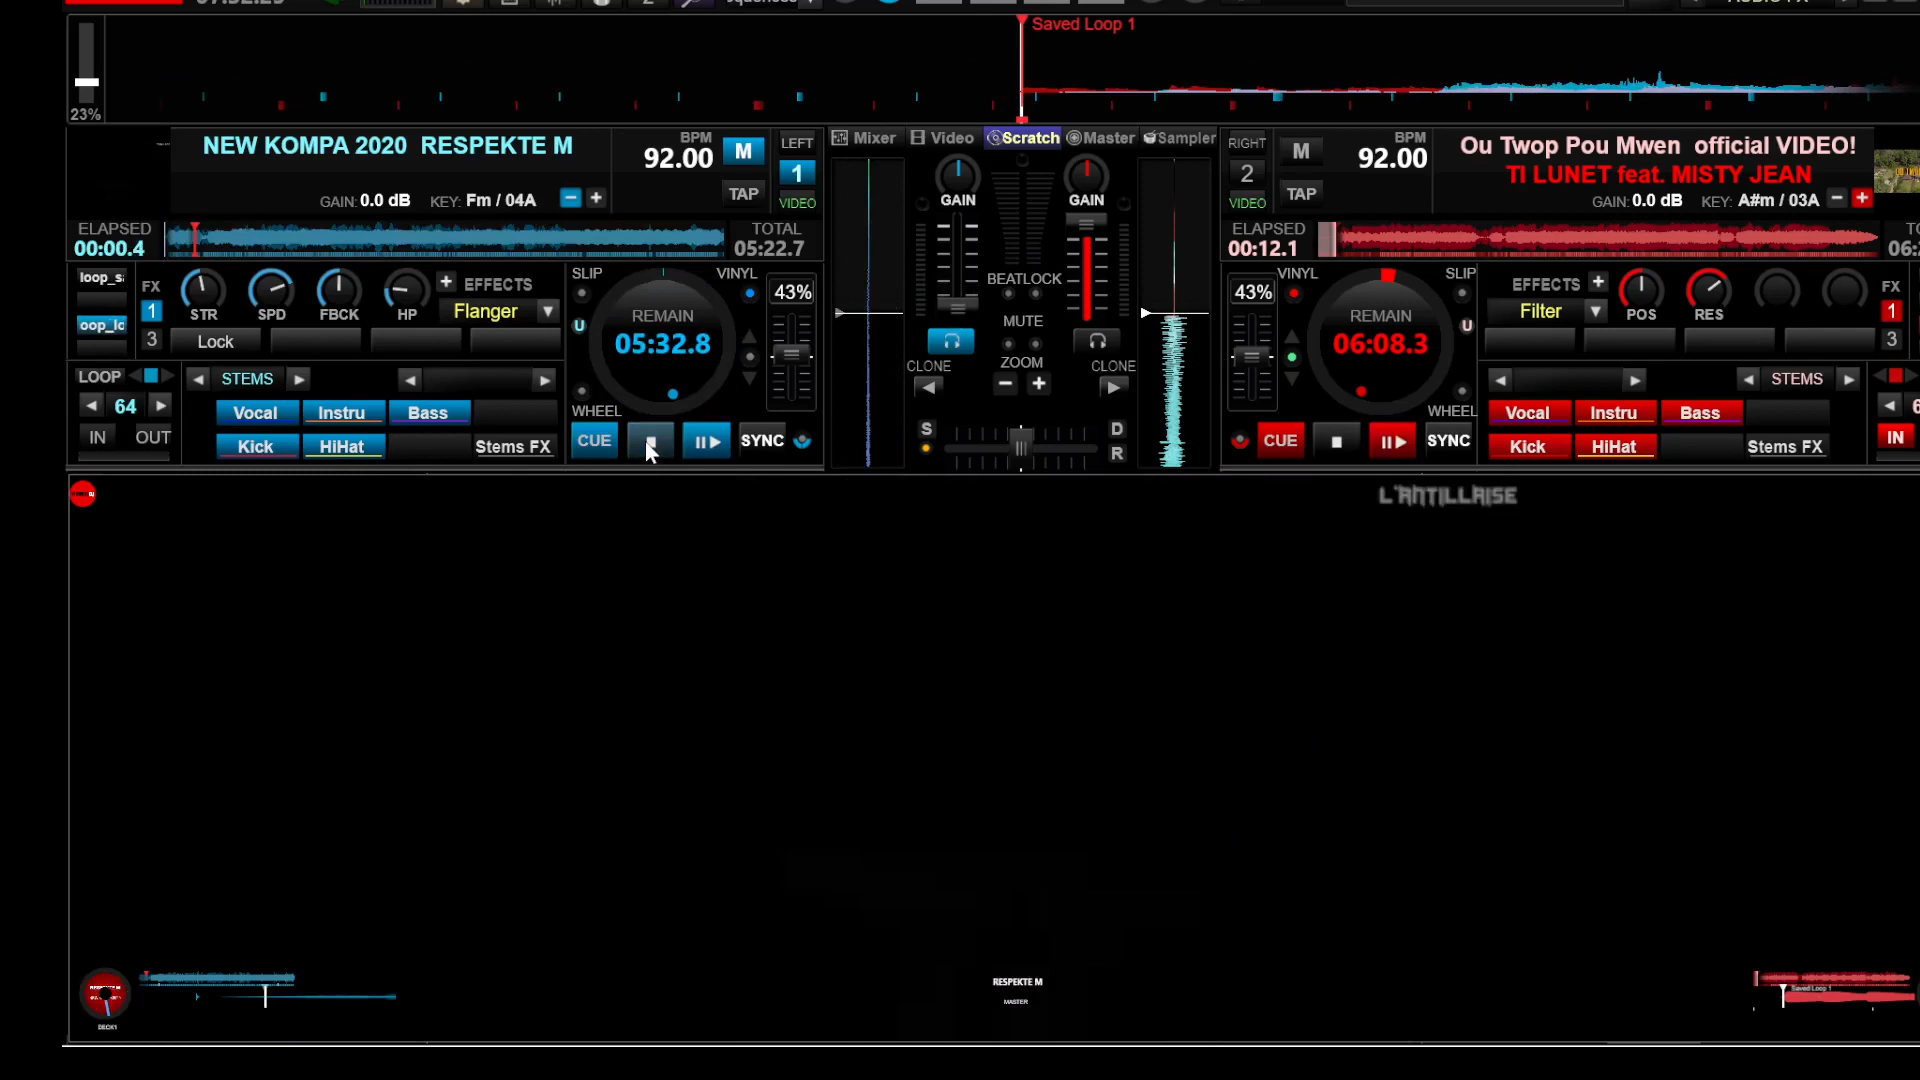 Saved Loop 1
23%
NEW KOMPA 2020 RESPEKTE M
GAIN: 0.0 dB KEY: Fm / 04A
BPM
92.00
M
TAP
LEFT
1
VIDEO
Mixer
Video
Scratch
Master
Sampler
RIGHT
2
VIDEO
M
TAP
BPM
92.00
Ou Twop Pou Mwen official VIDEO!
TI LUNET feat. MISTY JEAN
GAIN: 0.0 dB KEY: A#m / 03A
ELAPSED
00:00.4
TOTAL
05:22.7
GAIN
GAIN
ELAPSED
00:12.1
FX
1
3
STR
SPD
FBCK
HP
EFFECTS
Flanger
Lock
SLIP
VINYL
U
REMAIN
05:32.8
WHEEL
43%
BEATLOCK
MUTE
ZOOM
CLONE
CLONE
43%
VINYL
SLIP
U
REMAIN
06:08.3
WHEEL
EFFECTS
Filter
POS
RES
FX
1
3
LOOP
64
IN
OUT
STEMS
Vocal
Instru
Bass
Kick
HiHat
Stems FX
CUE
SYNC
S
D
R
CUE
SYNC
STEMS
Vocal
Instru
Bass
Kick
HiHat
Stems FX
IN
L'ANTILLAISE
RESPEKTE M
DECK1
RESPEKTE M
MASTER
Saved Loop 1